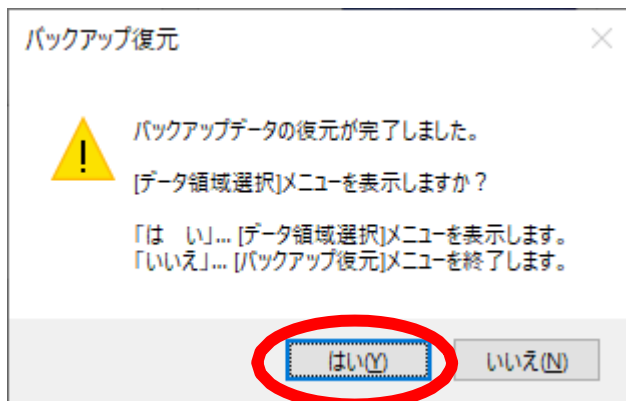 バックアップ復元
バックアップデータの復元が完了しました。
[データ領域選択]メニューを表示しますか？
「は　い」... [データ領域選択]メニューを表示します。
「いいえ」... [バックアップ復元]メニューを終了します。
はい(Y)
いいえ(N)